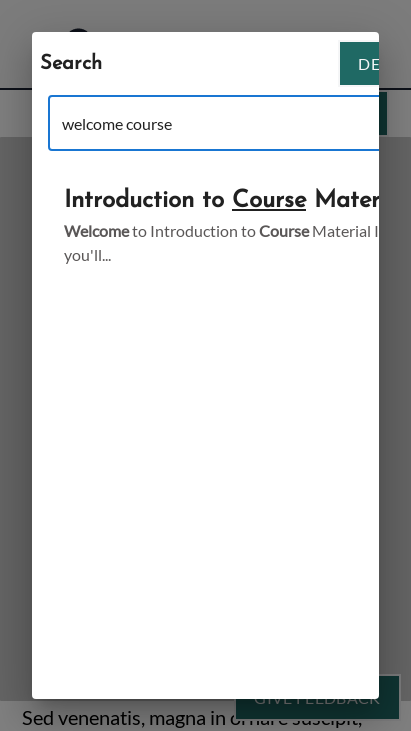 Search
DE
welcome course
Introduction to Course Mater
Welcome to Introduction to Course Material I
you'll...
GIVE FEEDBACK
Sed venenatis, magna in ornare suscipit,